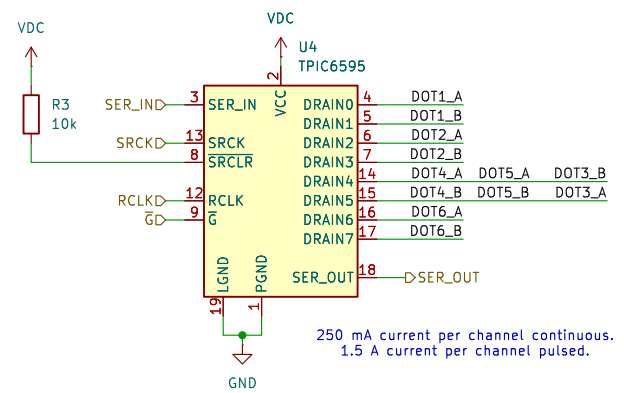 VDC
VDC
U4
TPIC6595
R3
10k
2
VCC
SER_IN 3 SER_IN DRAIN0 4 DOT1_A
DRAIN1 5 DOT1_B
SRCK 13 SRCK DRAIN2 6 DOT2_A
8 SRCLR DRAIN3 7 DOT2_B
DRAIN4 14 DOT4_A DOT5_A DOT3_B
RCLK 12 RCLK DRAIN5 15 DOT4_B DOT5_B DOT3_A
G 9 G DRAIN6 16 DOT6_A
DRAIN7 17 DOT6_B
LGND PGND SER_OUT 18 SER_OUT
19 1
250 mA current per channel continuous.
1.5 A current per channel pulsed.
GND